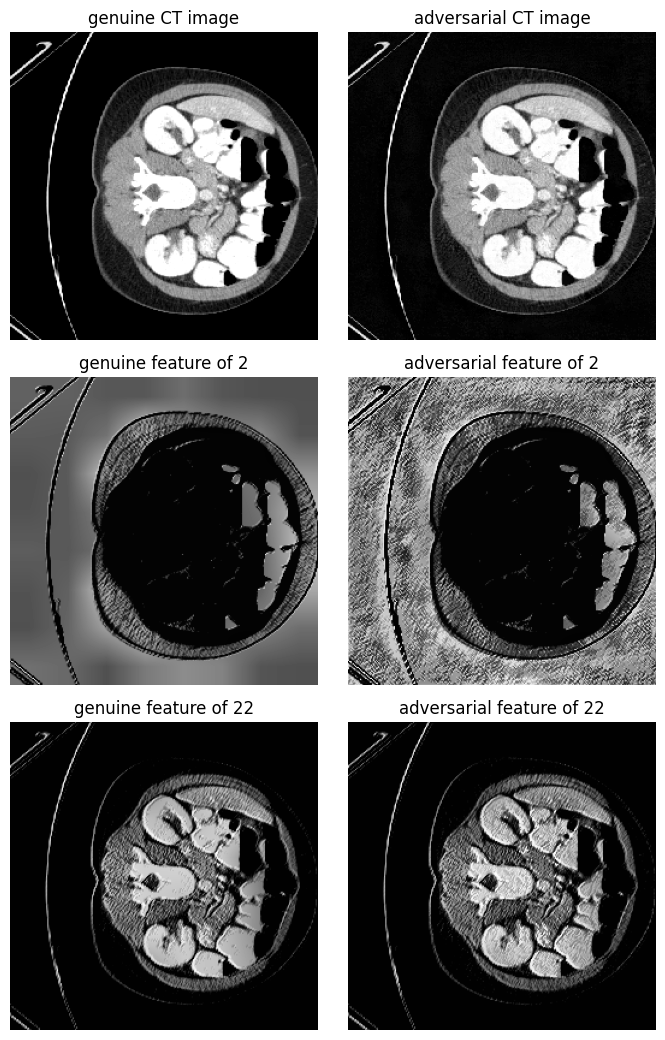 genuine CT image
adversarial CT image
genuine feature of 2
adversarial feature of 2
genuine feature of 22
adversarial feature of 22